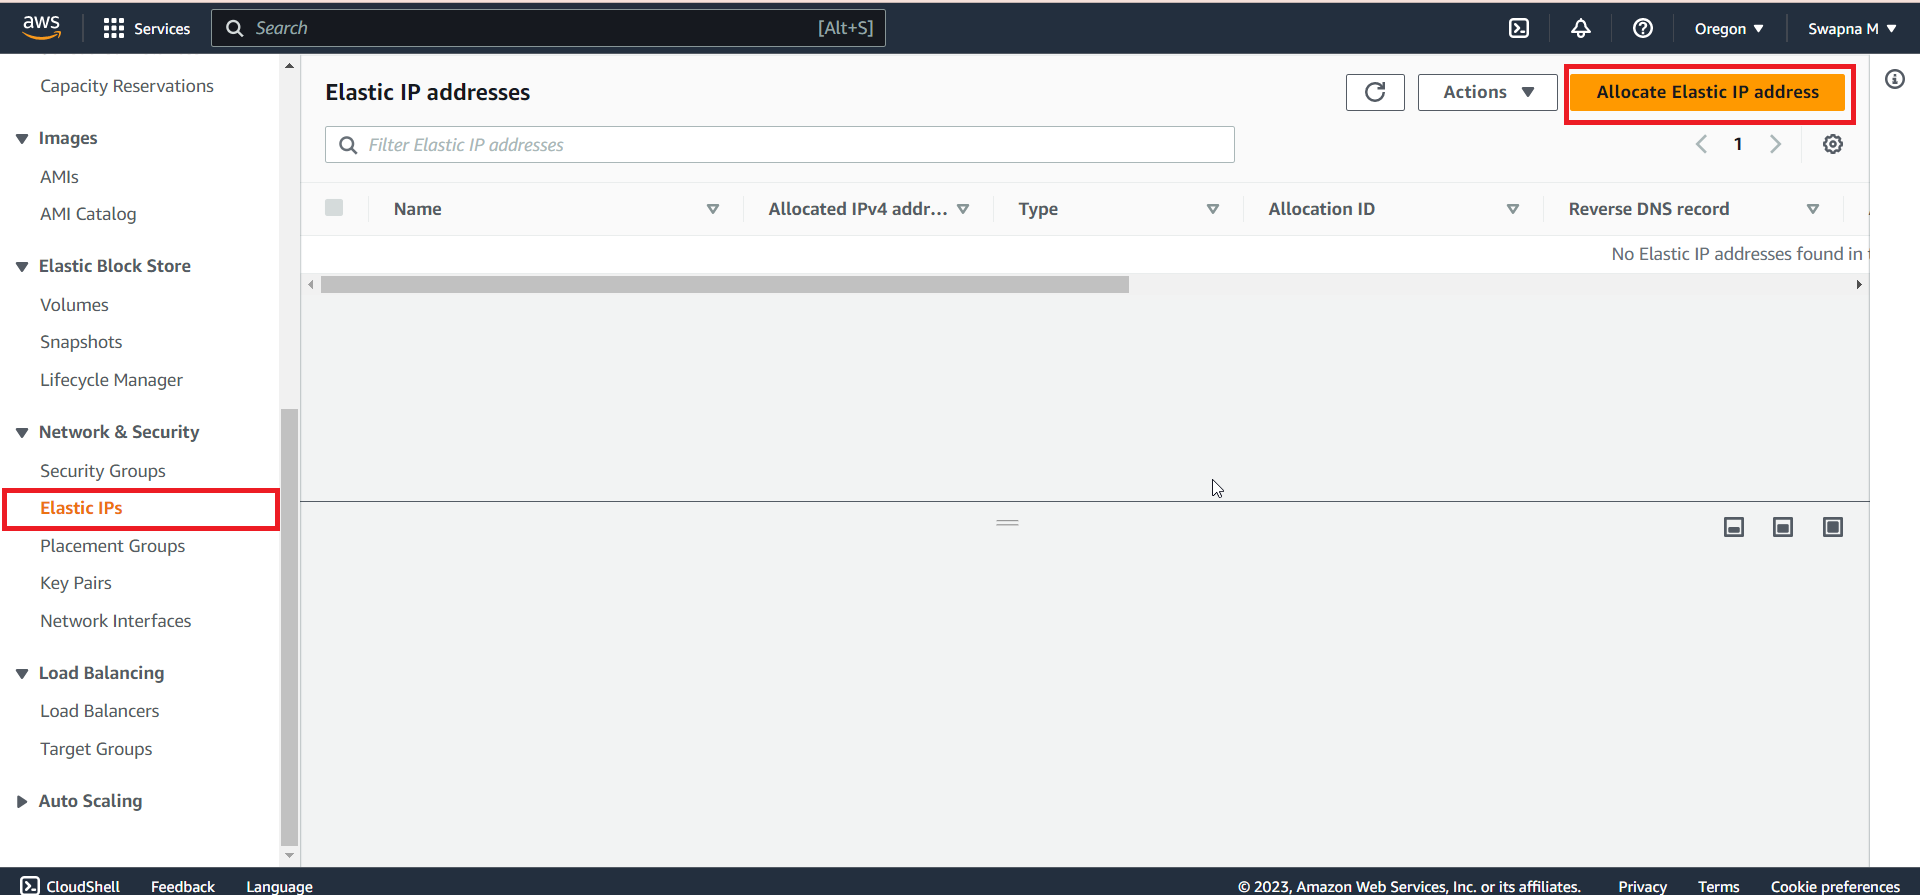 aws Services Search [Alt+S] Oregon Swapna M
Capacity Reservations
Images
AMIs
AMI Catalog
Elastic Block Store
Volumes
Snapshots
Lifecycle Manager
Network & Security
Security Groups
Elastic IPs
Placement Groups
Key Pairs
Network Interfaces
Load Balancing
Load Balancers
Target Groups
Auto Scaling
Elastic IP addresses Actions Allocate Elastic IP address
Filter Elastic IP addresses 1
Name Allocated IPv4 addr... Type Allocation ID Reverse DNS record
No Elastic IP addresses found in
CloudShell Feedback Language © 2023, Amazon Web Services, Inc. or its affiliates. Privacy Terms Cookie preferences